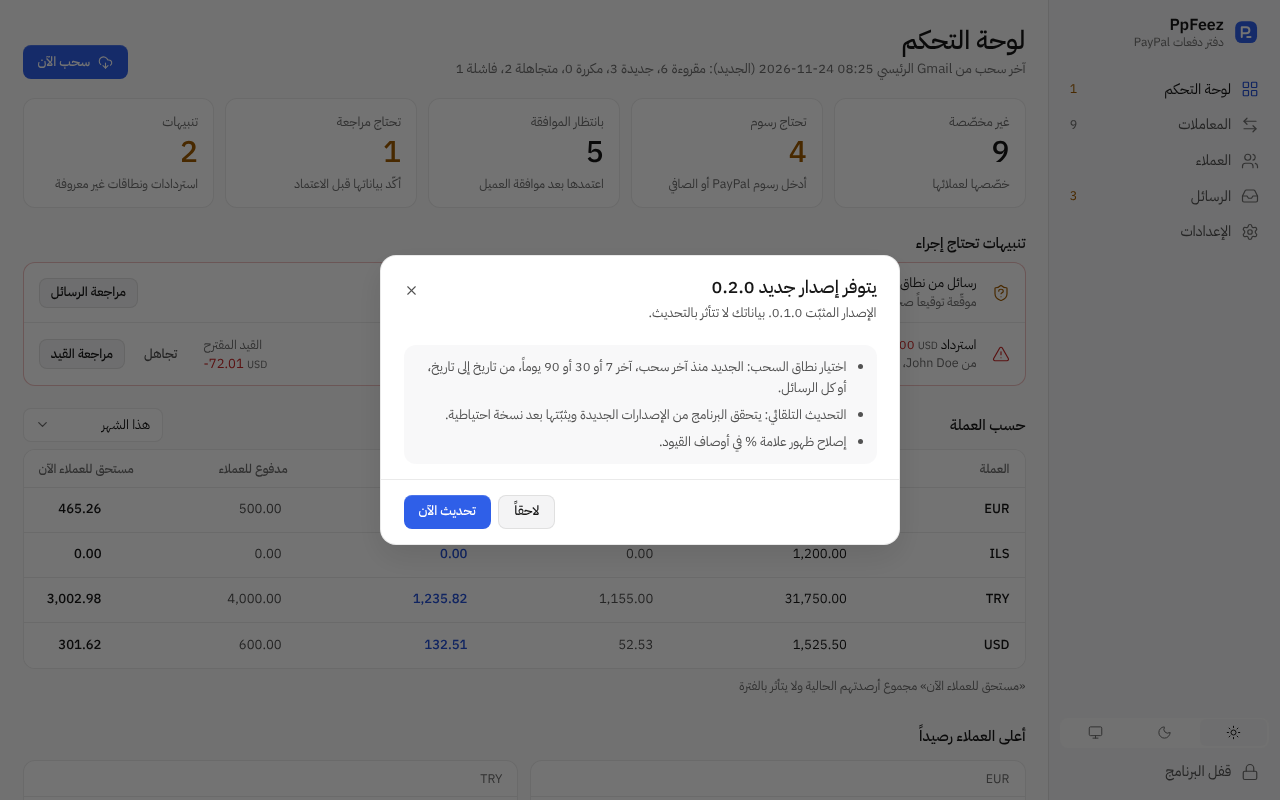 PpFeez
دفتر دفعات PayPal
لوحة التحكم 1
المعاملات 9
العملاء
الرسائل 3
الإعدادات
قفل البرنامج
لوحة التحكم
آخر سحب من Gmail الرئيسي 08:25 24-11-2026 (الجديد): مقروءة 6، جديدة 3، مكررة 0، متجاهلة 2، فاشلة 1
سحب الآن
غير مخصّصة
9
خصّصها لعملائها
تحتاج رسوم
4
أدخل رسوم PayPal أو الصافي
بانتظار الموافقة
5
اعتمدها بعد موافقة العميل
تحتاج مراجعة
1
أكّد بياناتها قبل الاعتماد
تنبيهات
2
استردادات ونطاقات غير معروفة
تنبيهات تحتاج إجراء
رسائل من نطاق
موقّعة توقيعاً
مراجعة الرسائل
استرداد USD
من John Doe،
القيد المقترح
-72.01 USD
تجاهل
مراجعة القيد
يتوفر إصدار جديد 0.2.0
الإصدار المثبّت 0.1.0. بياناتك لا تتأثر بالتحديث.
• اختيار نطاق السحب: الجديد منذ آخر سحب، آخر 7 أو 30 أو 90 يوماً، من تاريخ إلى تاريخ،
أو كل الرسائل.
• التحديث التلقائي: يتحقق البرنامج من الإصدارات الجديدة ويثبّتها بعد نسخة احتياطية.
• إصلاح ظهور علامة % في أوصاف القيود.
لاحقاً
تحديث الآن
حسب العملة
هذا الشهر
العملة مدفوع للعملاء مستحق للعملاء الآن
EUR 500.00 465.26
ILS 1,200.00 0.00 0.00 0.00 0.00
TRY 31,750.00 1,155.00 1,235.82 4,000.00 3,002.98
USD 1,525.50 52.53 132.51 600.00 301.62
«مستحق للعملاء الآن» مجموع أرصدتهم الحالية ولا يتأثر بالفترة
أعلى العملاء رصيداً
EUR
TRY